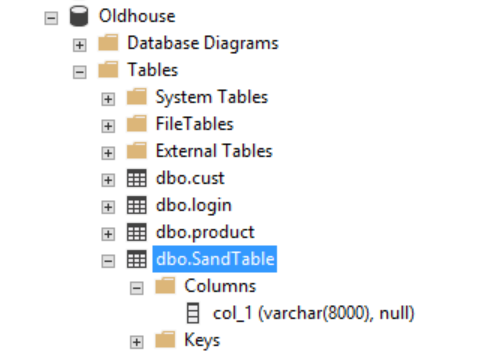 Oldhouse
Database Diagrams
Tables
System Tables
FileTables
External Tables
dbo.cust
dbo.login
dbo.product
dbo.SandTable
Columns
col_1 (varchar(8000), null)
Keys